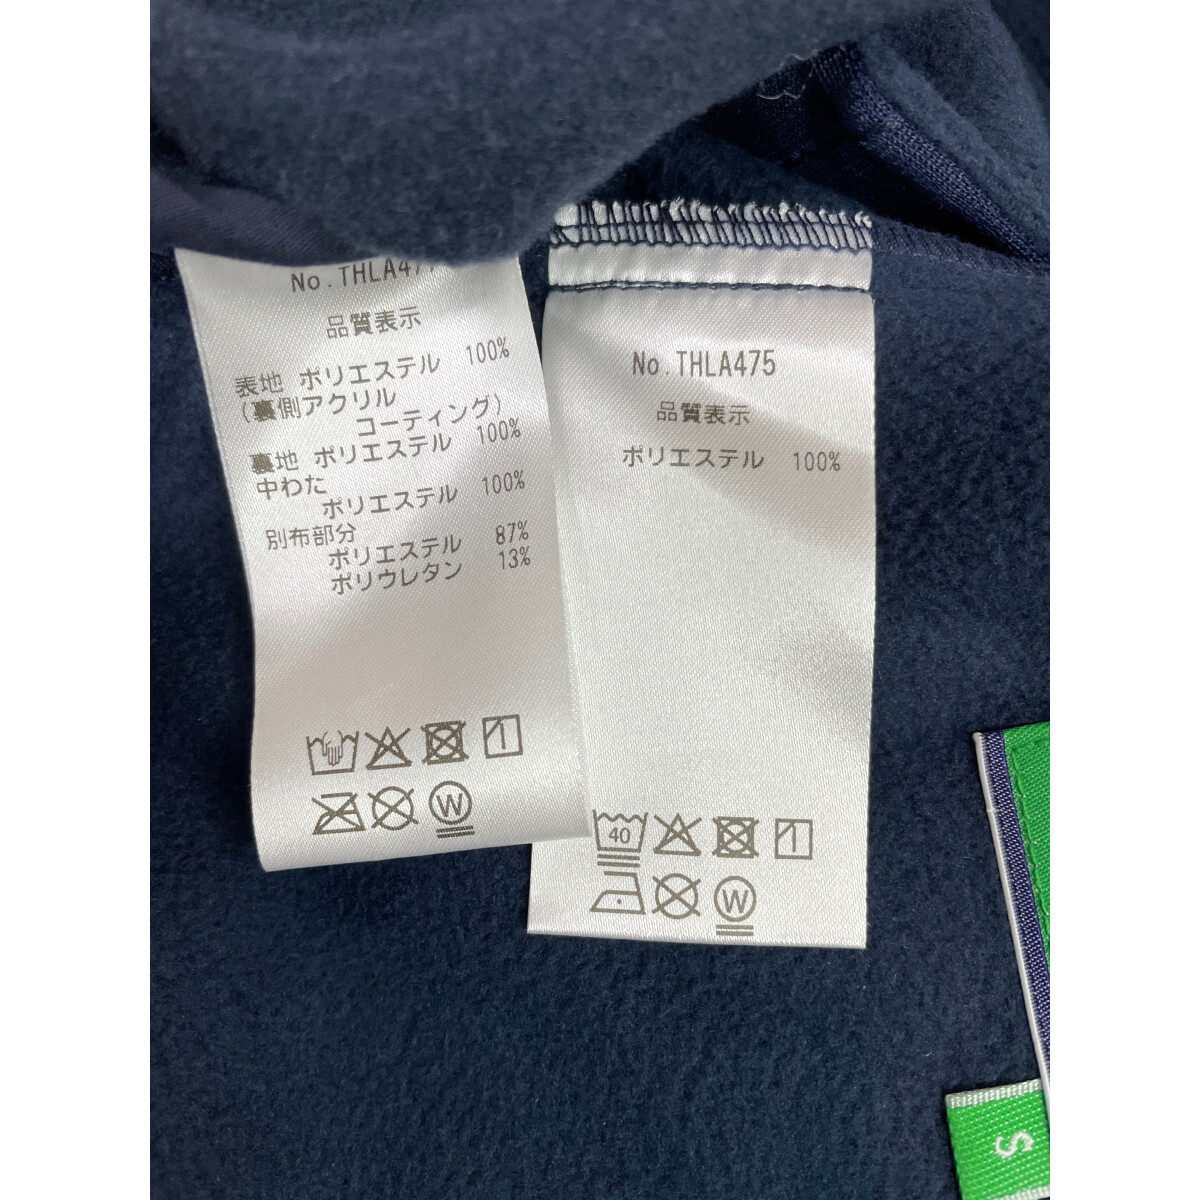 No.THLA477
品質表示
表地 ポリエステル 100%
(裏側アクリル
コーティング)
裏地 ポリエステル 100%
中わた
ポリエステル 100%
別布部分
ポリエステル 87%
ポリウレタン 13%
W
No.THLA475
品質表示
ポリエステル 100%
40
W
S